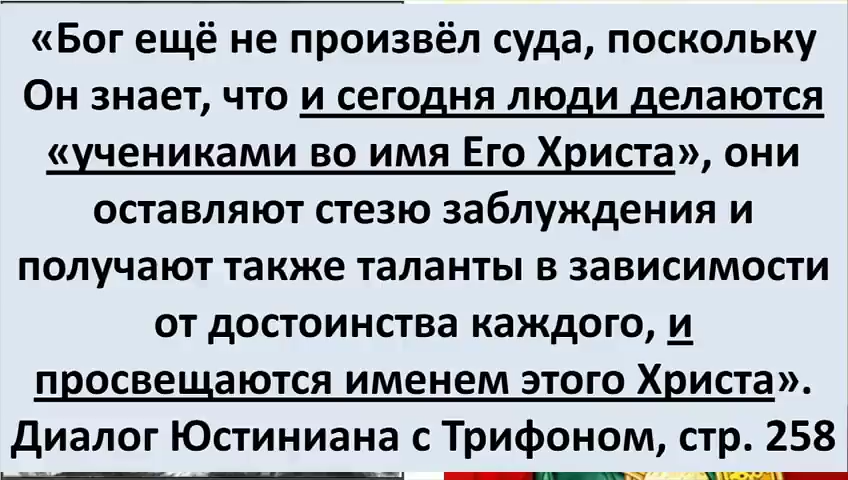 «Бог ещё не произвёл суда, поскольку
Он знает, что и сегодня люди делаются
«учениками во имя Его Христа», они
оставляют стезю заблуждения и
получают также таланты в зависимости
от достоинства каждого, и
просвещаются именем этого Христа».
Диалог Юстиниана с Трифоном, стр. 258